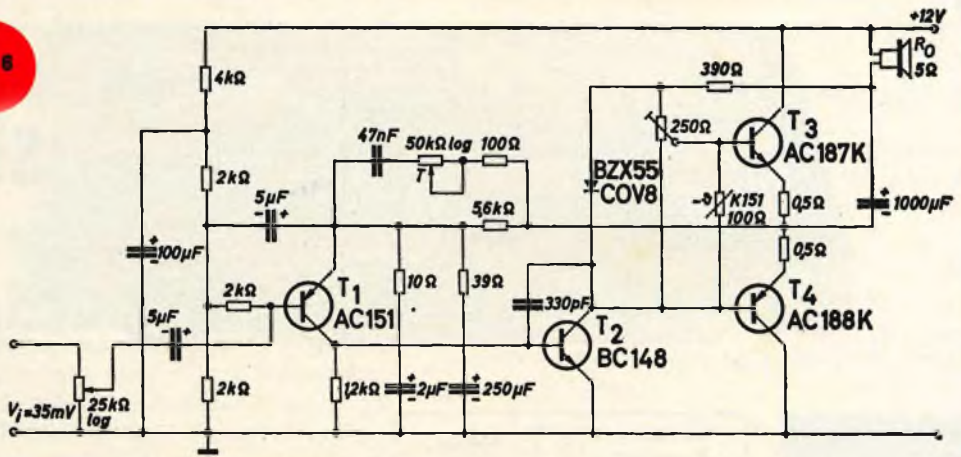 6
+12V
R0
5Ω
390Ω
4kΩ
47nF
50kΩ log
100Ω
250Ω
T3
AC187K
T
BZX55
COV8
2kΩ
5μF
5,6kΩ
K151
100Ω
0,5Ω
1000μF
100μF
10Ω
39Ω
0,5Ω
2kΩ
T1
AC151
330pF
T4
AC188K
5μF
T2
BC148
Vi=35mV
25kΩ
log
2kΩ
1,2kΩ
2μF
250μF